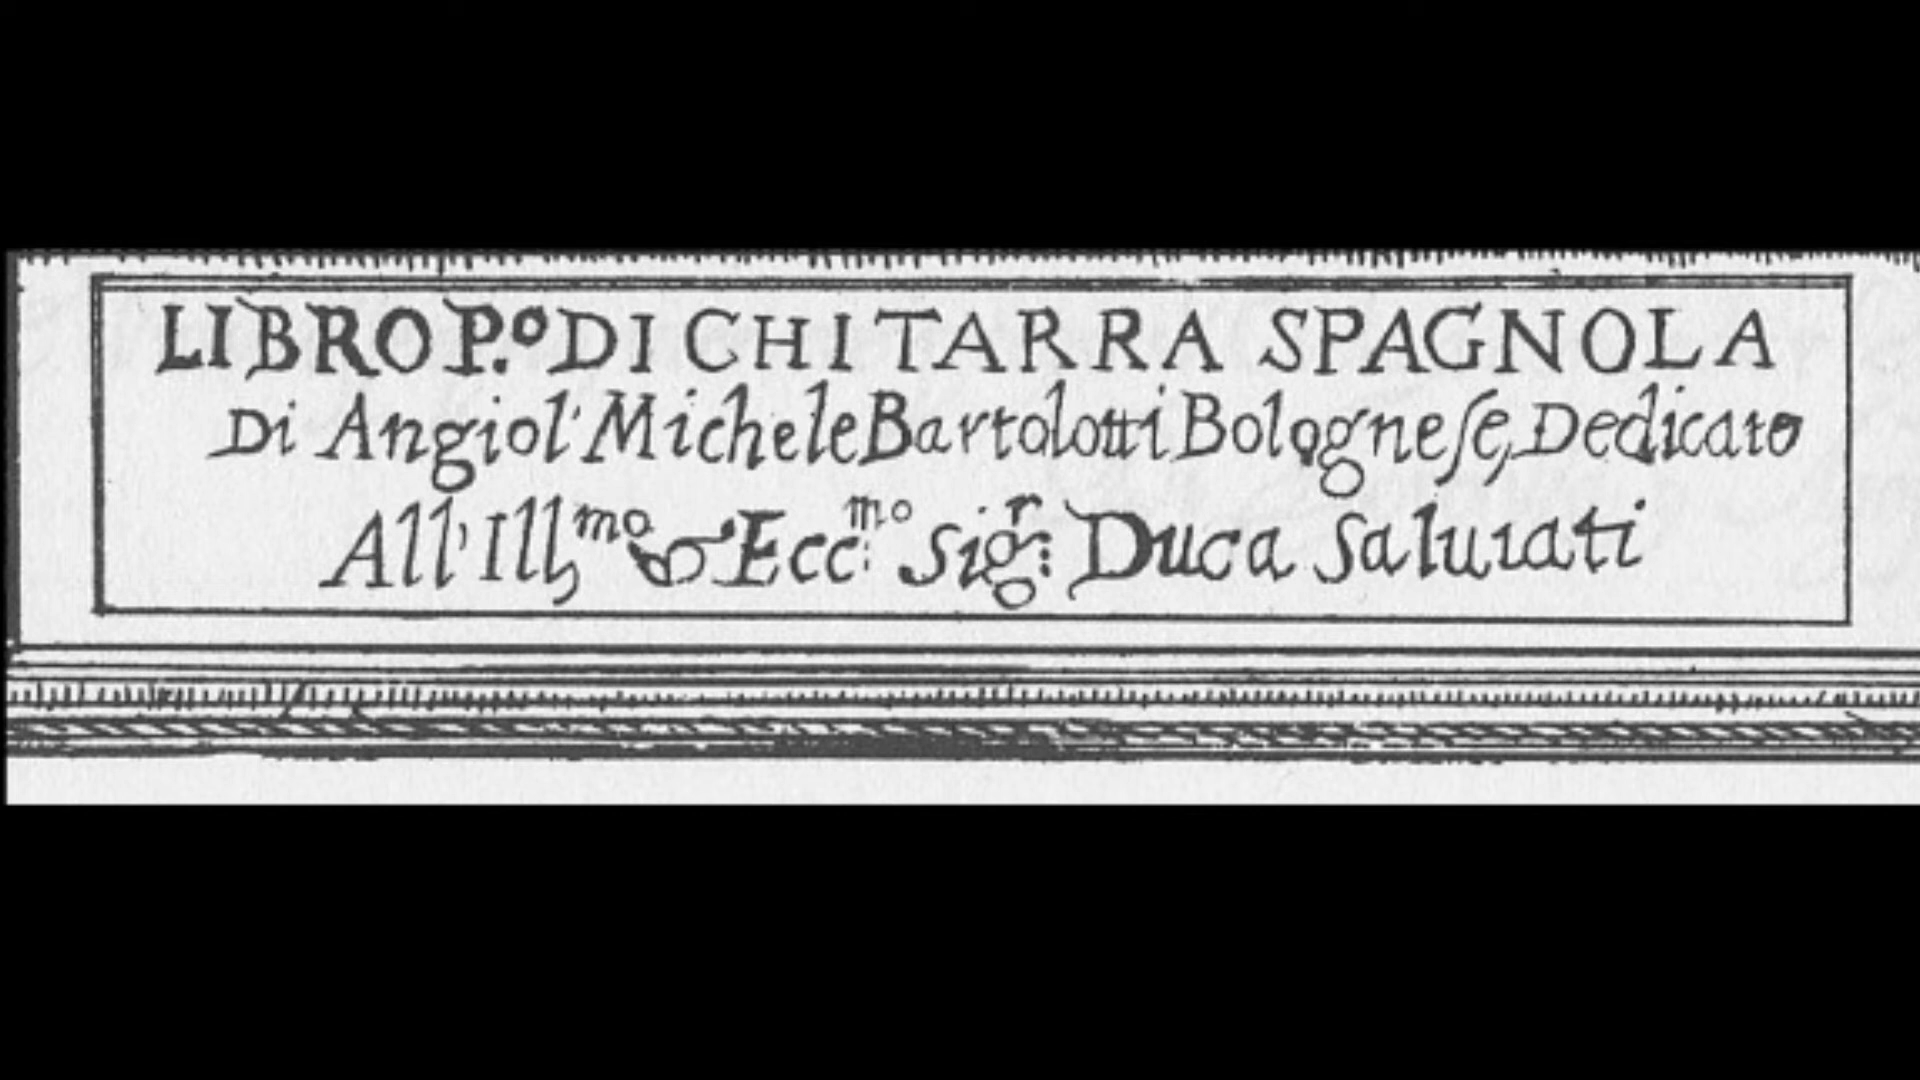 LIBRO P.º DI CHITARRA SPAGNOLA
Di Angiol' Michele Bartolotti Bologneſe, Dedicato
All' Ill.ᵐᵒ & Ecc.ᵐᵒ Sig.ʳ Duca Saluiati